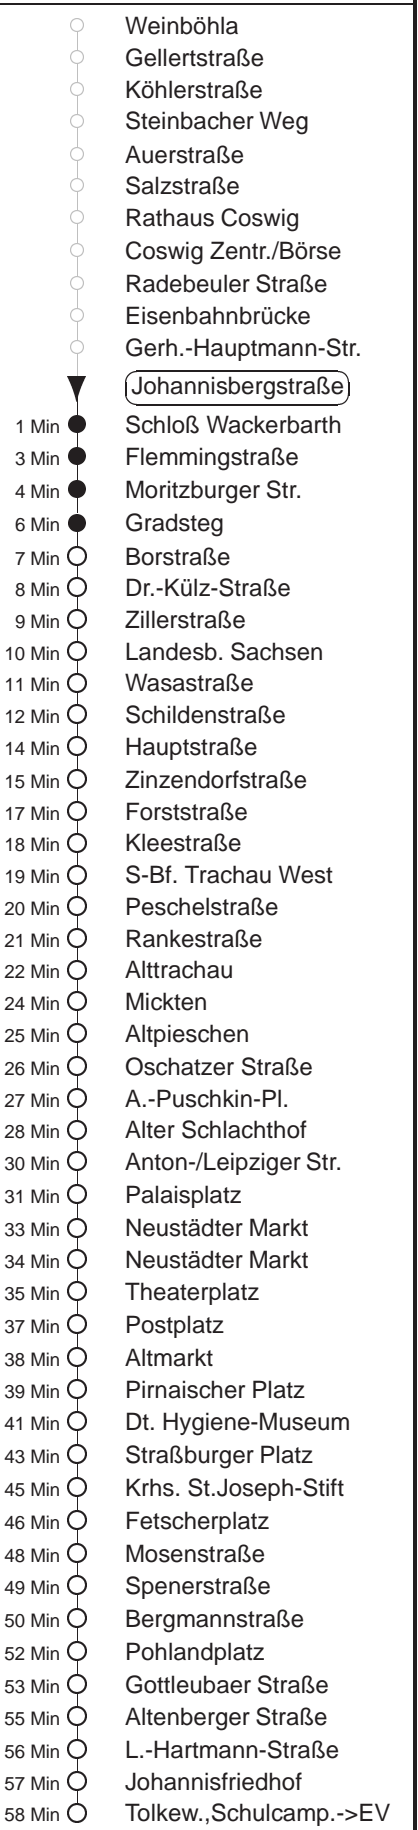 Weinböhla
Gellertstraße
Köhlerstraße
Steinbacher Weg
Auerstraße
Salzstraße
Rathaus Coswig
Coswig Zentr./Börse
Radebeuler Straße
Eisenbahnbrücke
Gerh.-Hauptmann-Str.
Johannisbergstraße
1 Min Schloß Wackerbarth
3 Min Flemmingstraße
4 Min Moritzburger Str.
6 Min Gradsteg
7 Min Borstraße
8 Min Dr.-Külz-Straße
9 Min Zillerstraße
10 Min Landesb. Sachsen
11 Min Wasastraße
12 Min Schildenstraße
14 Min Hauptstraße
15 Min Zinzendorfstraße
17 Min Forststraße
18 Min Kleestraße
19 Min S-Bf. Trachau West
20 Min Peschelstraße
21 Min Rankestraße
22 Min Alttrachau
24 Min Mickten
25 Min Altpieschen
26 Min Oschatzer Straße
27 Min A.-Puschkin-Pl.
28 Min Alter Schlachthof
30 Min Anton-/Leipziger Str.
31 Min Palaisplatz
33 Min Neustädter Markt
34 Min Neustädter Markt
35 Min Theaterplatz
37 Min Postplatz
38 Min Altmarkt
39 Min Pirnaischer Platz
41 Min Dt. Hygiene-Museum
43 Min Straßburger Platz
45 Min Krhs. St.Joseph-Stift
46 Min Fetscherplatz
48 Min Mosenstraße
49 Min Spenerstraße
50 Min Bergmannstraße
52 Min Pohlandplatz
53 Min Gottleubaer Straße
55 Min Altenberger Straße
56 Min L.-Hartmann-Straße
57 Min Johannisfriedhof
58 Min Tolkew.,Schulcamp.->EV